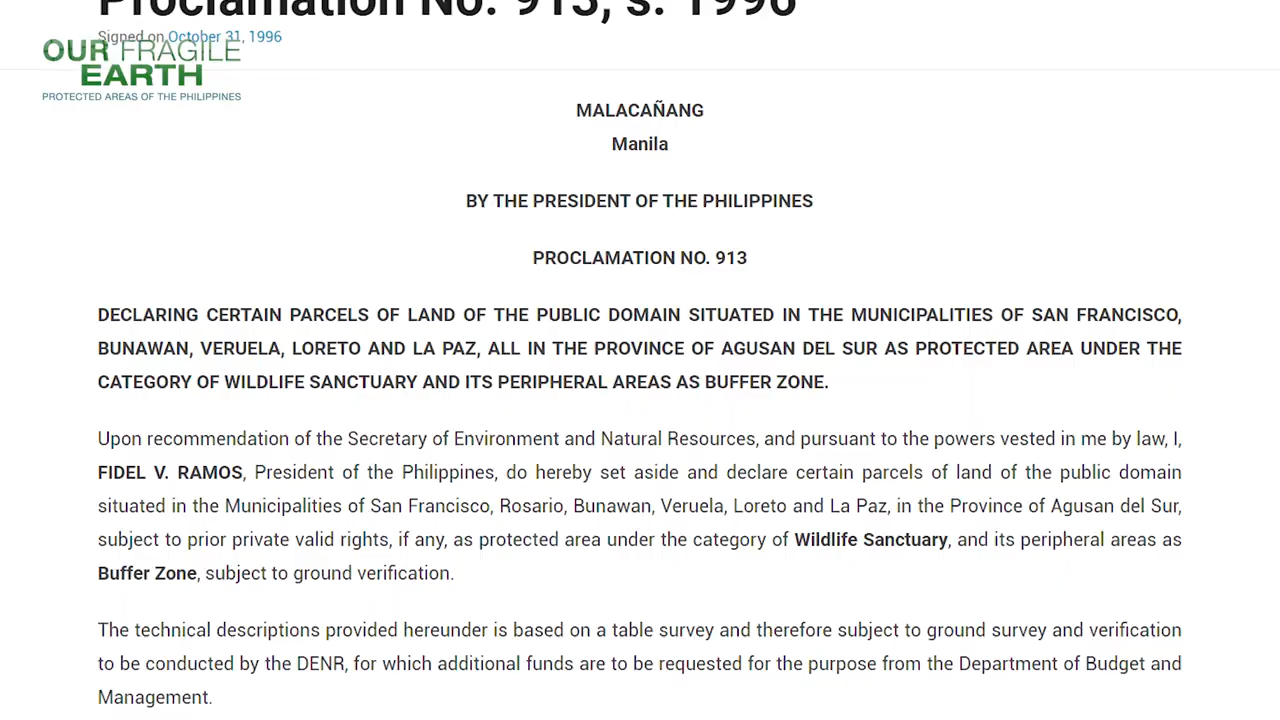 Proclamation No. 913, s. 1996
Signed on October 31, 1996
OUR FRAGILE
EARTH
PROTECTED AREAS OF THE PHILIPPINES
MALACAÑANG
Manila
BY THE PRESIDENT OF THE PHILIPPINES
PROCLAMATION NO. 913
DECLARING CERTAIN PARCELS OF LAND OF THE PUBLIC DOMAIN SITUATED IN THE MUNICIPALITIES OF SAN FRANCISCO,
BUNAWAN, VERUELA, LORETO AND LA PAZ, ALL IN THE PROVINCE OF AGUSAN DEL SUR AS PROTECTED AREA UNDER THE
CATEGORY OF WILDLIFE SANCTUARY AND ITS PERIPHERAL AREAS AS BUFFER ZONE.
Upon recommendation of the Secretary of Environment and Natural Resources, and pursuant to the powers vested in me by law, I,
FIDEL V. RAMOS, President of the Philippines, do hereby set aside and declare certain parcels of land of the public domain
situated in the Municipalities of San Francisco, Rosario, Bunawan, Veruela, Loreto and La Paz, in the Province of Agusan del Sur,
subject to prior private valid rights, if any, as protected area under the category of Wildlife Sanctuary, and its peripheral areas as
Buffer Zone, subject to ground verification.
The technical descriptions provided hereunder is based on a table survey and therefore subject to ground survey and verification
to be conducted by the DENR, for which additional funds are to be requested for the purpose from the Department of Budget and
Management.